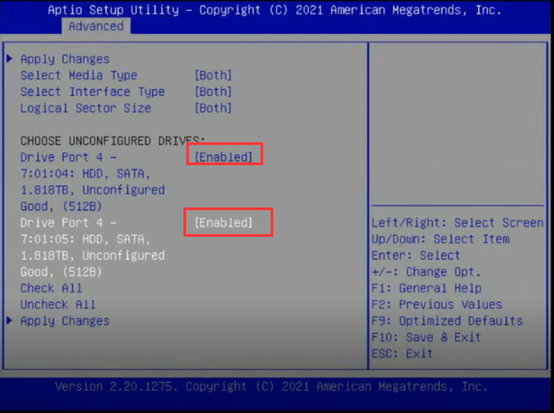 Aptio Setup Utility - Copyright (C) 2021 American Megatrends, Inc.
Advanced
Apply Changes
Select Media Type [Both]
Select Interface Type [Both]
Logical Sector Size [Both]
CHOOSE UNCONFIGURED DRIVES:
Drive Port 4 - [Enabled]
7:01:04: HDD, SATA,
1.818TB, Unconfigured
Good, (512B)
Drive Port 4 - [Enabled]
7:01:05: HDD, SATA,
1.818TB, Unconfigured
Good, (512B)
Check All
Uncheck All
Apply Changes
Left/Right: Select Screen
Up/Down: Select Item
Enter: Select
+/-: Change Opt.
F1: General Help
F2: Previous Values
F9: Optimized Defaults
F10: Save & Exit
ESC: Exit
Version 2.20.1275. Copyright (C) 2021 American Megatrends, Inc.